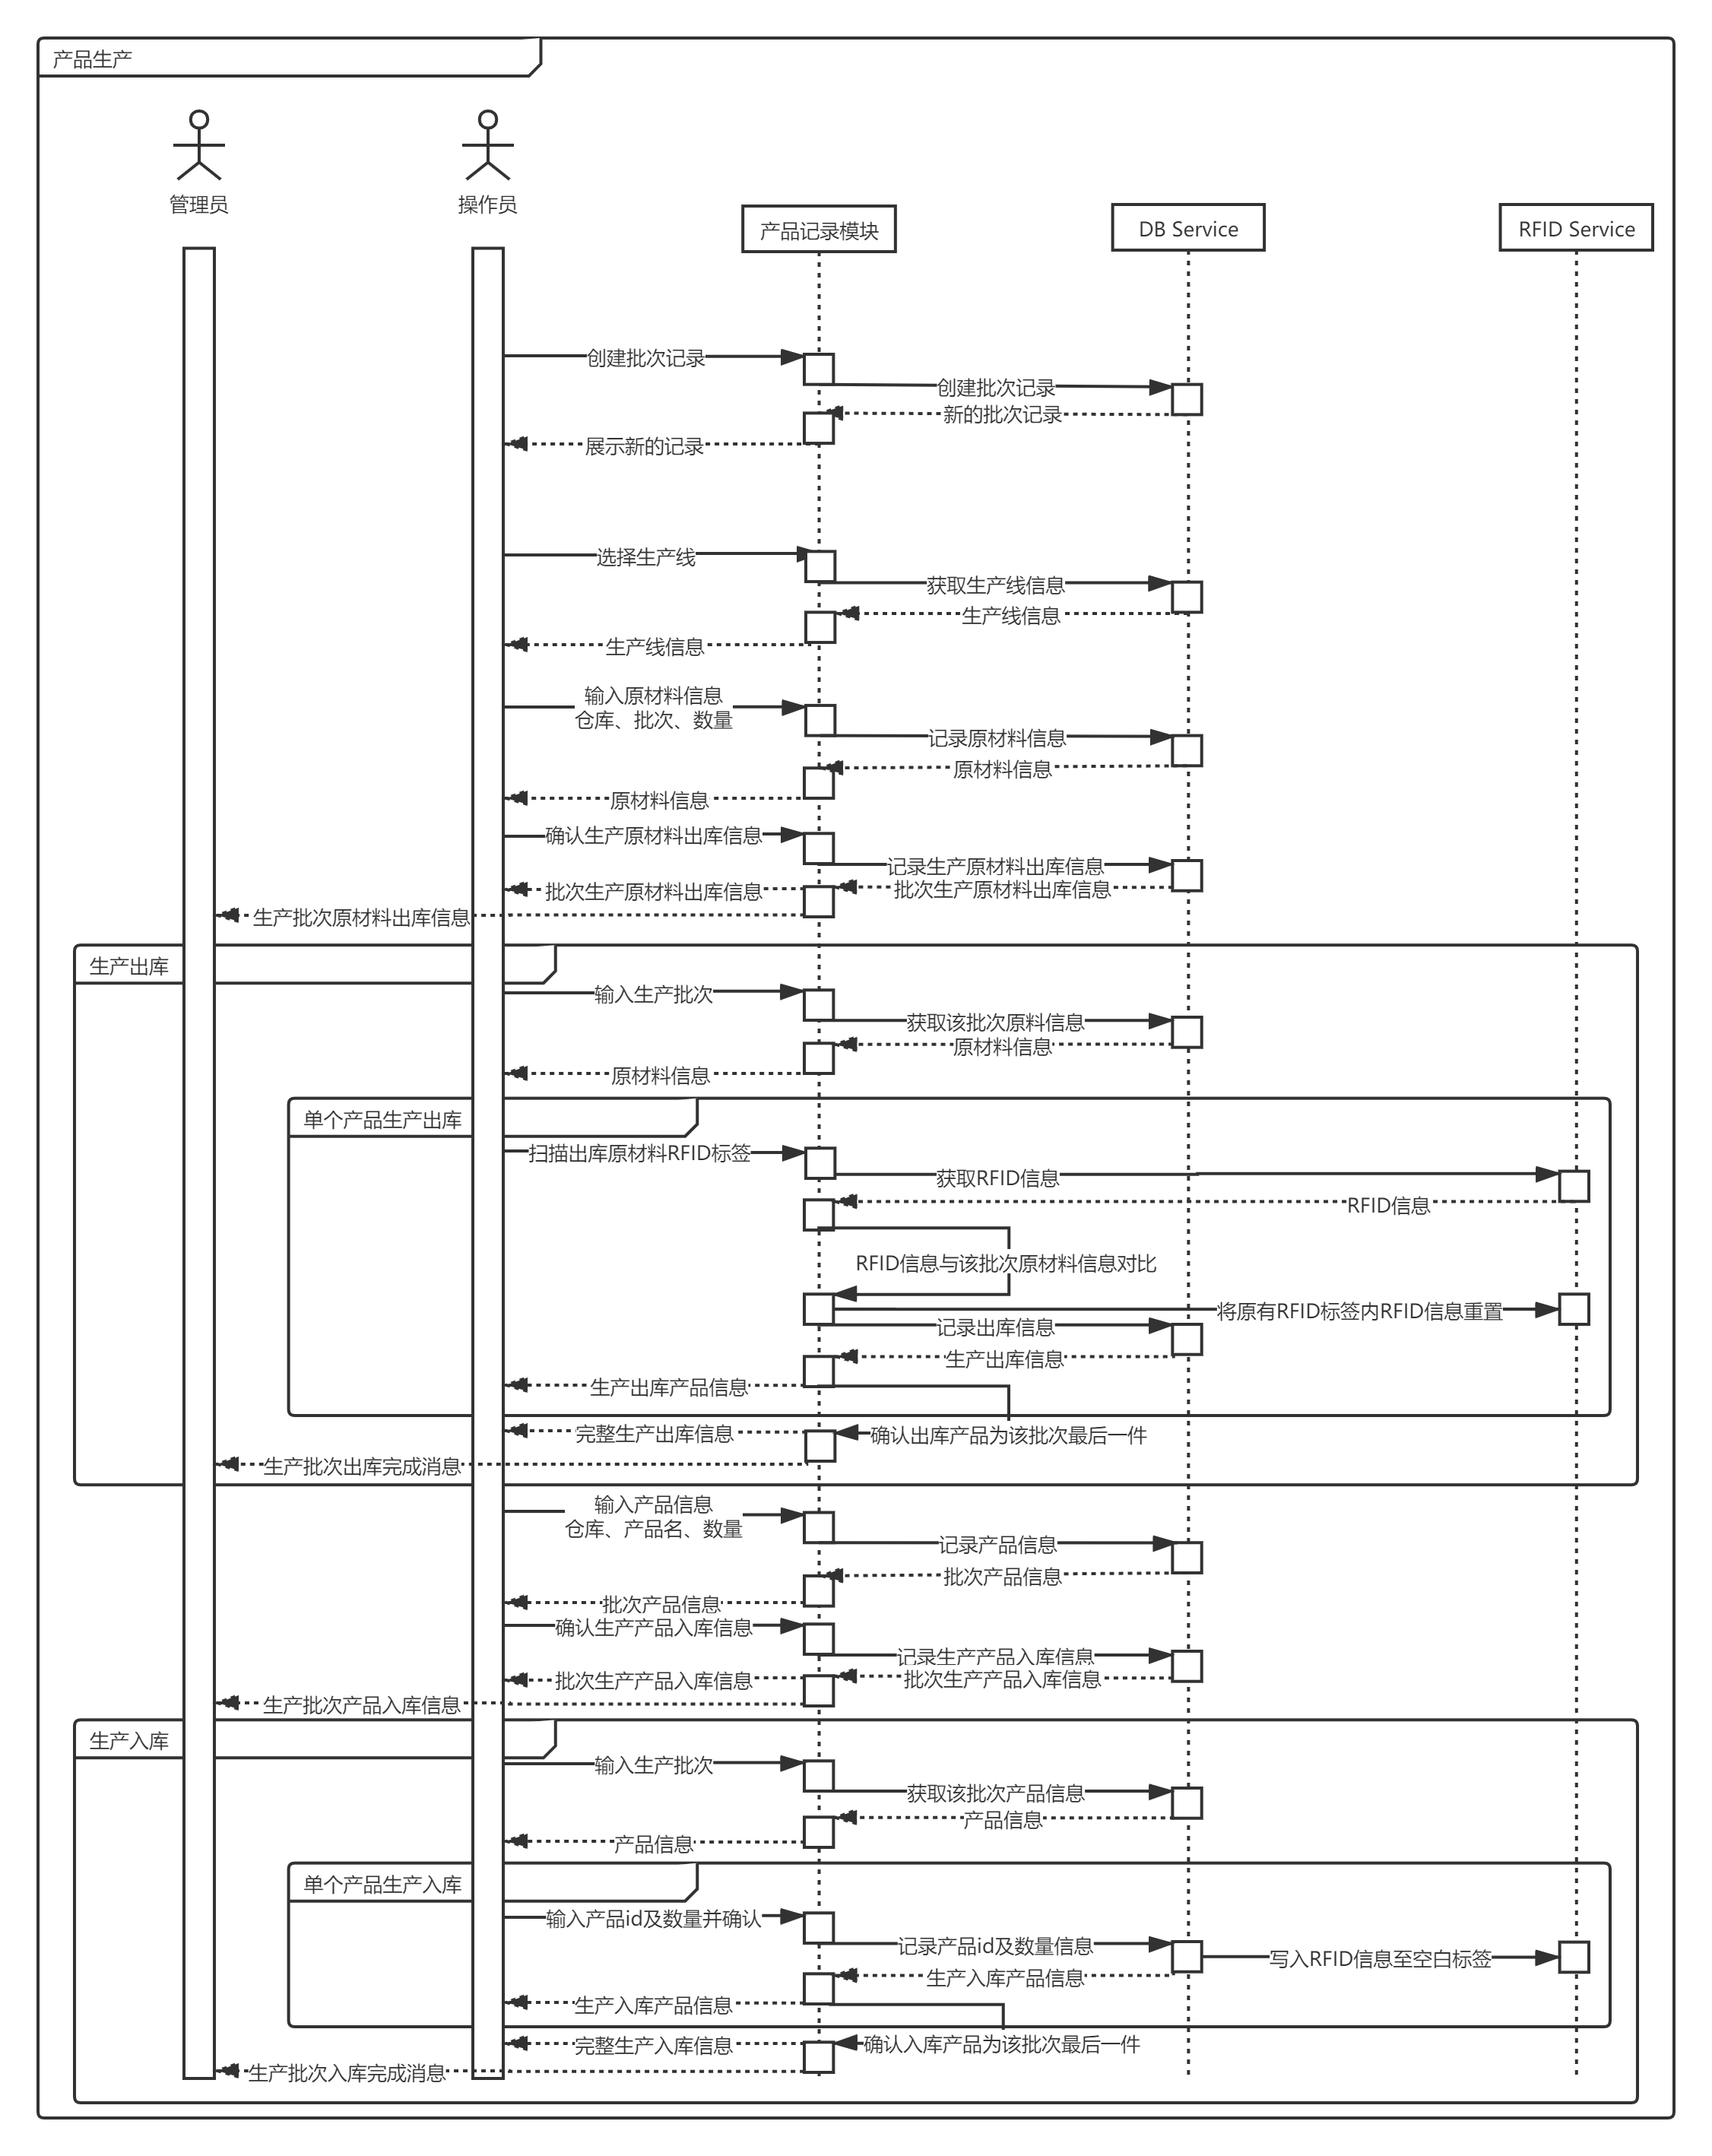 产品生产
管理员
操作员
产品记录模块
DB Service
RFID Service
创建批次记录
创建批次记录
新的批次记录
展示新的记录
选择生产线
获取生产线信息
生产线信息
生产线信息
输入原材料信息
仓库、批次、数量
记录原材料信息
原材料信息
原材料信息
确认生产原材料出库信息
记录生产原材料出库信息
批次生产原材料出库信息
批次生产原材料出库信息
生产批次原材料出库信息
生产出库
输入生产批次
获取该批次原料信息
原材料信息
原材料信息
单个产品生产出库
扫描出库原材料RFID标签
获取RFID信息
RFID信息
RFID信息与该批次原材料信息对比
将原有RFID标签内RFID信息重置
记录出库信息
生产出库信息
生产出库产品信息
完整生产出库信息
确认出库产品为该批次最后一件
生产批次出库完成消息
输入产品信息
仓库、产品名、数量
记录产品信息
批次产品信息
批次产品信息
确认生产产品入库信息
记录生产产品入库信息
批次生产产品入库信息
批次生产产品入库信息
生产批次产品入库信息
生产入库
输入生产批次
获取该批次产品信息
产品信息
产品信息
单个产品生产入库
输入产品id及数量并确认
记录产品id及数量信息
写入RFID信息至空白标签
生产入库产品信息
生产入库产品信息
完整生产入库信息
确认入库产品为该批次最后一件
生产批次入库完成消息